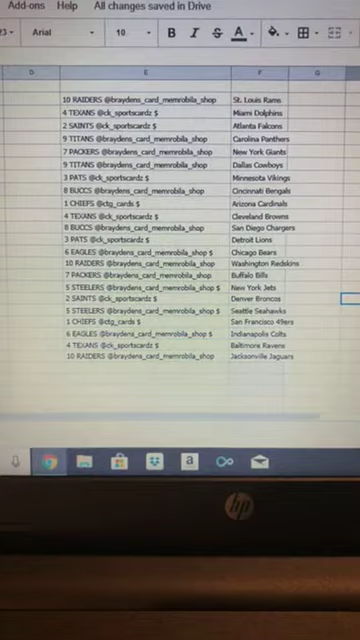 Add-ons Help All changes saved in Drive
Arial 10 B I S A
D E F G
10 RAIDERS @braydens_card_memrobila_shop St. Louis Rams
4 TEXANS @ck_sportscardz $ Miami Dolphins
2 SAINTS @ck_sportscardz $ Atlanta Falcons
9 TITANS @braydens_card_memrobila_shop Carolina Panthers
7 PACKERS @braydens_card_memrobila_shop New York Giants
9 TITANS @braydens_card_memrobila_shop Dallas Cowboys
3 PATS @ck_sportscardz $ Minnesota Vikings
8 BUCCS @braydens_card_memrobila_shop Cincinnati Bengals
1 CHIEFS @ctg_cards $ Arizona Cardinals
4 TEXANS @ck_sportscardz $ Cleveland Browns
8 BUCCS @braydens_card_memrobila_shop San Diego Chargers
3 PATS @ck_sportscardz $ Detroit Lions
6 EAGLES @braydens_card_memrobila_shop $ Chicago Bears
10 RAIDERS @braydens_card_memrobila_shop Washington Redskins
7 PACKERS @braydens_card_memrobila_shop Buffalo Bills
5 STEELERS @braydens_card_memrobila_shop $ New York Jets
2 SAINTS @ck_sportscardz $ Denver Broncos
5 STEELERS @braydens_card_memrobila_shop $ Seattle Seahawks
1 CHIEFS @ctg_cards $ San Francisco 49ers
6 EAGLES @braydens_card_memrobila_shop $ Indianapolis Colts
4 TEXANS @ck_sportscardz $ Baltimore Ravens
10 RAIDERS @braydens_card_memrobila_shop Jacksonville Jaguars
a
hp